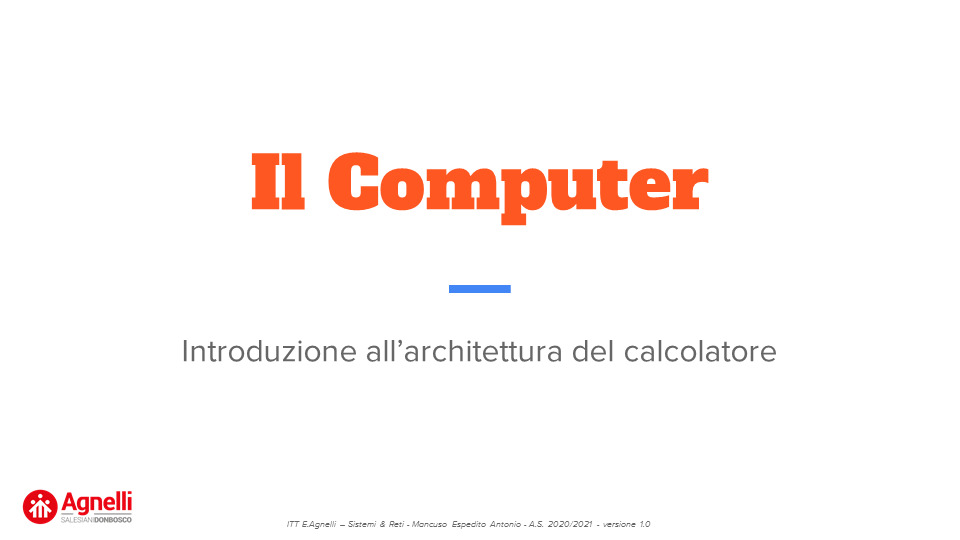 Il Computer
Introduzione all’architettura del calcolatore
Agnelli
SALESIANIDONBOSCO
ITT E.Agnelli – Sistemi & Reti - Mancuso Espedito Antonio - A.S. 2020/2021 - versione 1.0